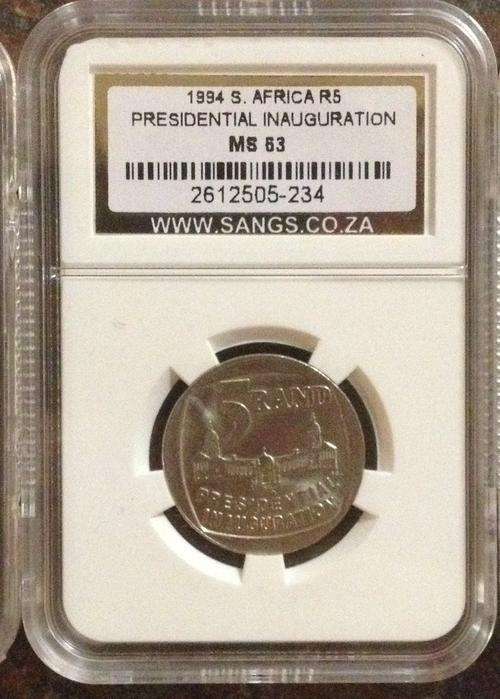 1994 S. AFRICA R5
PRESIDENTIAL INAUGURATION
MS 63
2612505-234
WWW.SANGS.CO.ZA
5 RAND
PRESIDENTIAL
INAUGURATION